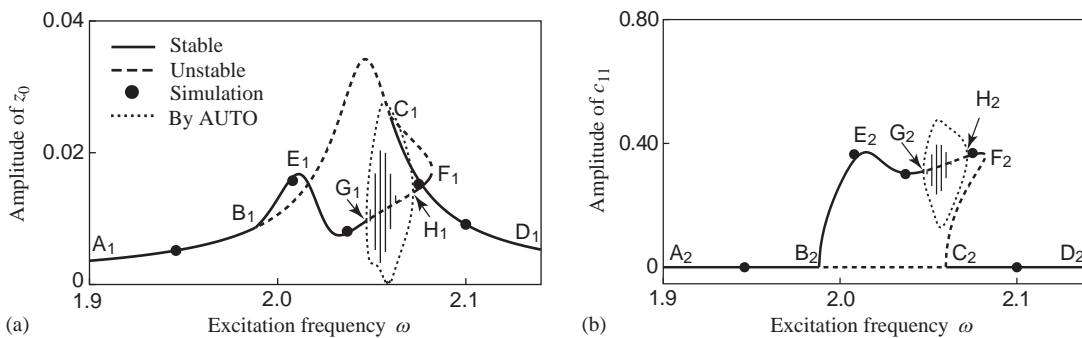 0.04
0.02
0
Amplitude of z0
Stable
Unstable
Simulation
By AUTO
A1
B1
E1
G1
C1
F1
H1
D1
1.9
2.0
2.1
(a)
Excitation frequency ω
0.80
0.40
0
Amplitude of c11
A2
B2
E2
G2
H2
F2
C2
D2
1.9
2.0
2.1
(b)
Excitation frequency ω